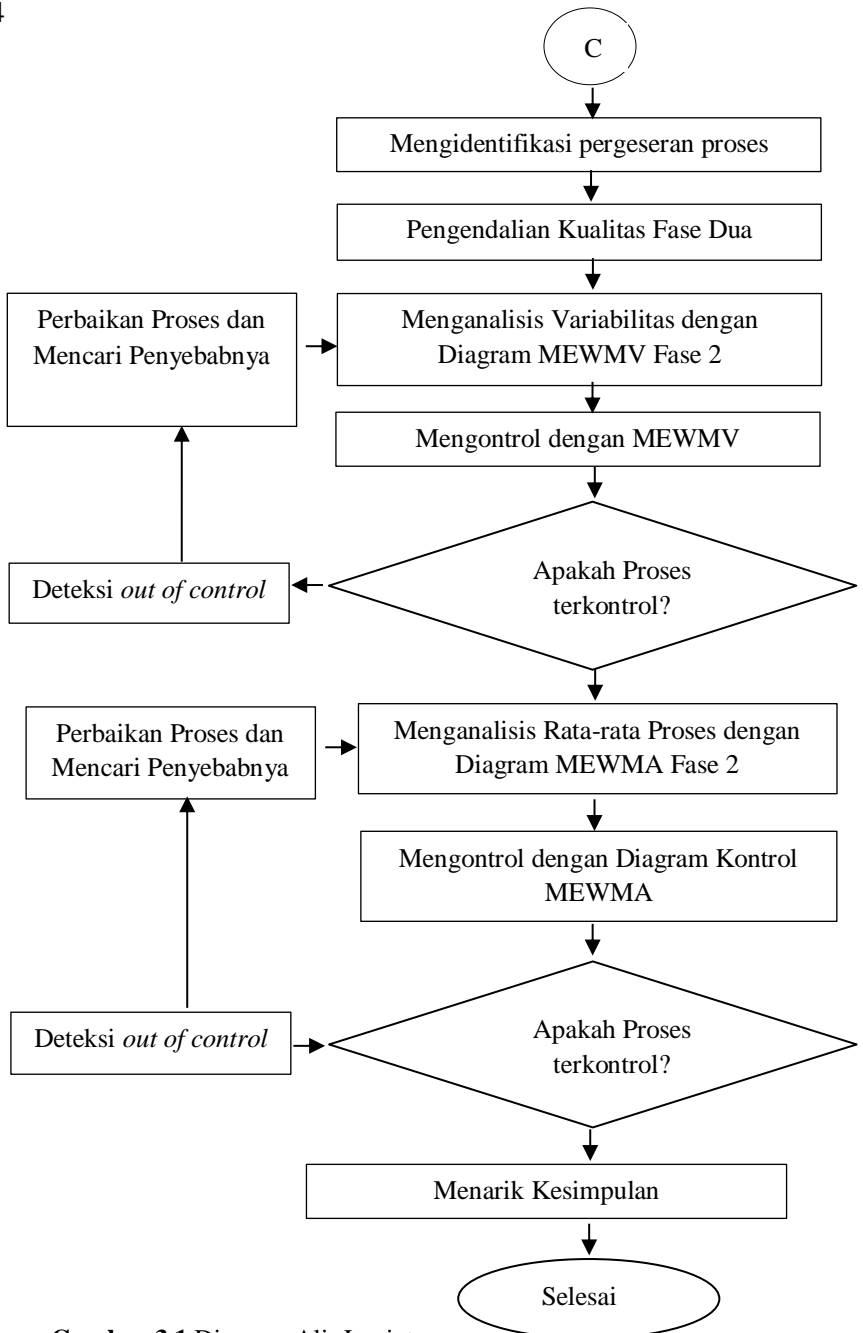 4
C
Mengidentifikasi pergeseran proses
Pengendalian Kualitas Fase Dua
Perbaikan Proses dan
Mencari Penyebabnya
Menganalisis Variabilitas dengan
Diagram MEWMV Fase 2
Mengontrol dengan MEWMV
Apakah Proses
terkontrol?
Deteksi out of control
Perbaikan Proses dan
Mencari Penyebabnya
Menganalisis Rata-rata Proses dengan
Diagram MEWMA Fase 2
Mengontrol dengan Diagram Kontrol
MEWMA
Deteksi out of control
Apakah Proses
terkontrol?
Menarik Kesimpulan
Selesai
Gambar 3.1 Diagram Alir Lanjutan